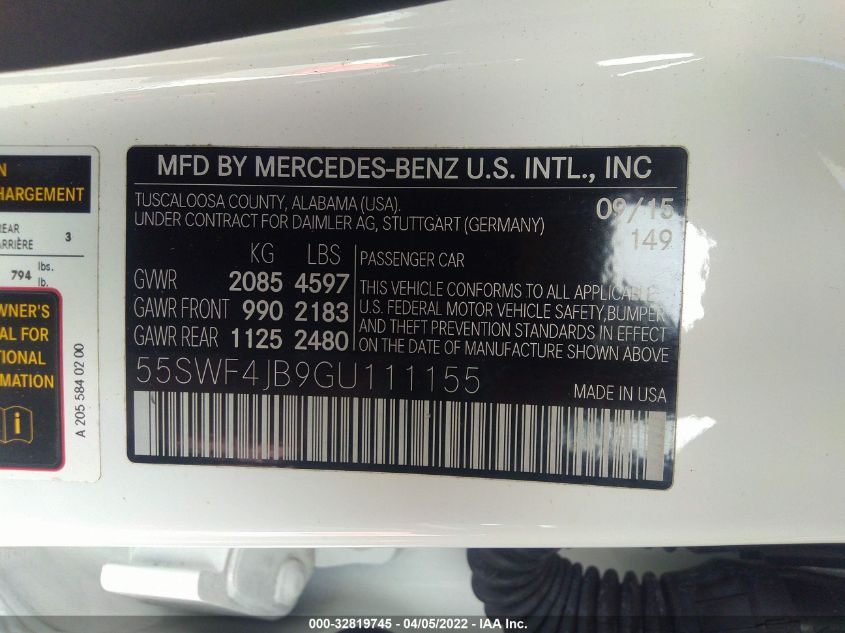 N
HARGEMENT
REAR
ARRIÈRE 3
794 lbs.
lb.
WNER'S
AL FOR
TIONAL
RMATION
A 205 584 02 00
MFD BY MERCEDES-BENZ U.S. INTL., INC
TUSCALOOSA COUNTY, ALABAMA (USA).
UNDER CONTRACT FOR DAIMLER AG, STUTTGART (GERMANY)
09/15
149
KG LBS
GVWR 2085 4597
GAWR FRONT 990 2183
GAWR REAR 1125 2480
PASSENGER CAR
THIS VEHICLE CONFORMS TO ALL APPLICABLE
U.S. FEDERAL MOTOR VEHICLE SAFETY,BUMPER
AND THEFT PREVENTION STANDARDS IN EFFECT
ON THE DATE OF MANUFACTURE SHOWN ABOVE
55SWF4JB9GU111155
MADE IN USA
000-32819745 - 04/05/2022 - IAA Inc.